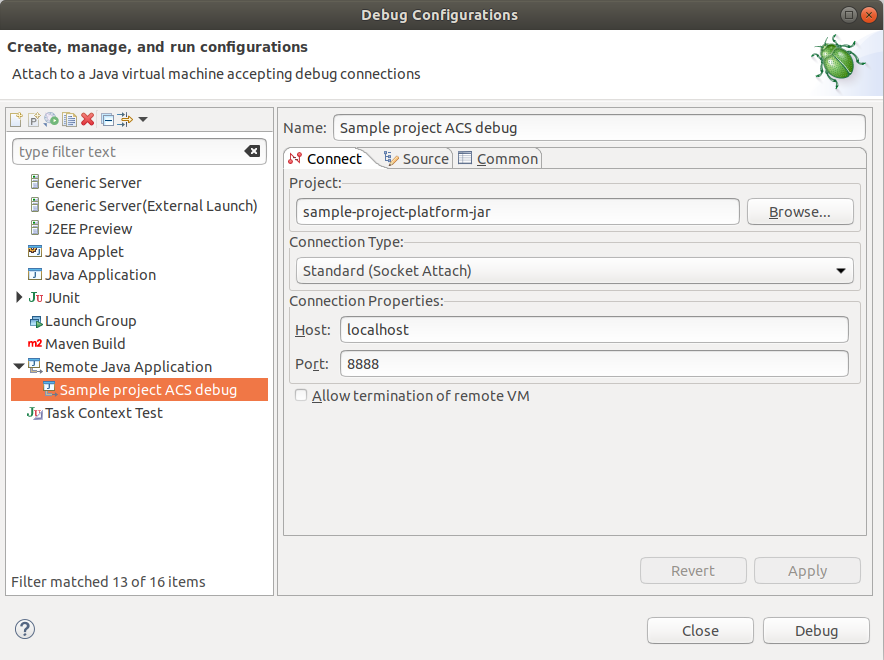 Debug Configurations
Create, manage, and run configurations
Attach to a Java virtual machine accepting debug connections
type filter text
Generic Server
Generic Server(External Launch)
J2EE Preview
Java Applet
Java Application
JUnit
Launch Group
m2 Maven Build
Remote Java Application
Sample project ACS debug
Task Context Test
Filter matched 13 of 16 items
Name: Sample project ACS debug
Connect Source Common
Project:
sample-project-platform-jar Browse...
Connection Type:
Standard (Socket Attach)
Connection Properties:
Host: localhost
Port: 8888
Allow termination of remote VM
Revert Apply
? Close Debug